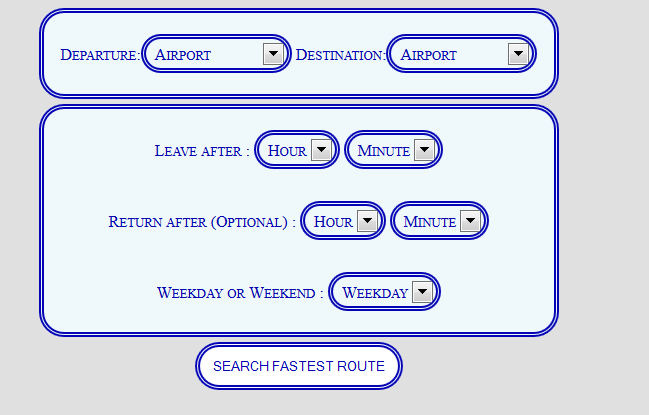 Departure: Airport Destination: Airport
Leave after : Hour Minute
Return after (Optional) : Hour Minute
Weekday or Weekend : Weekday
SEARCH FASTEST ROUTE